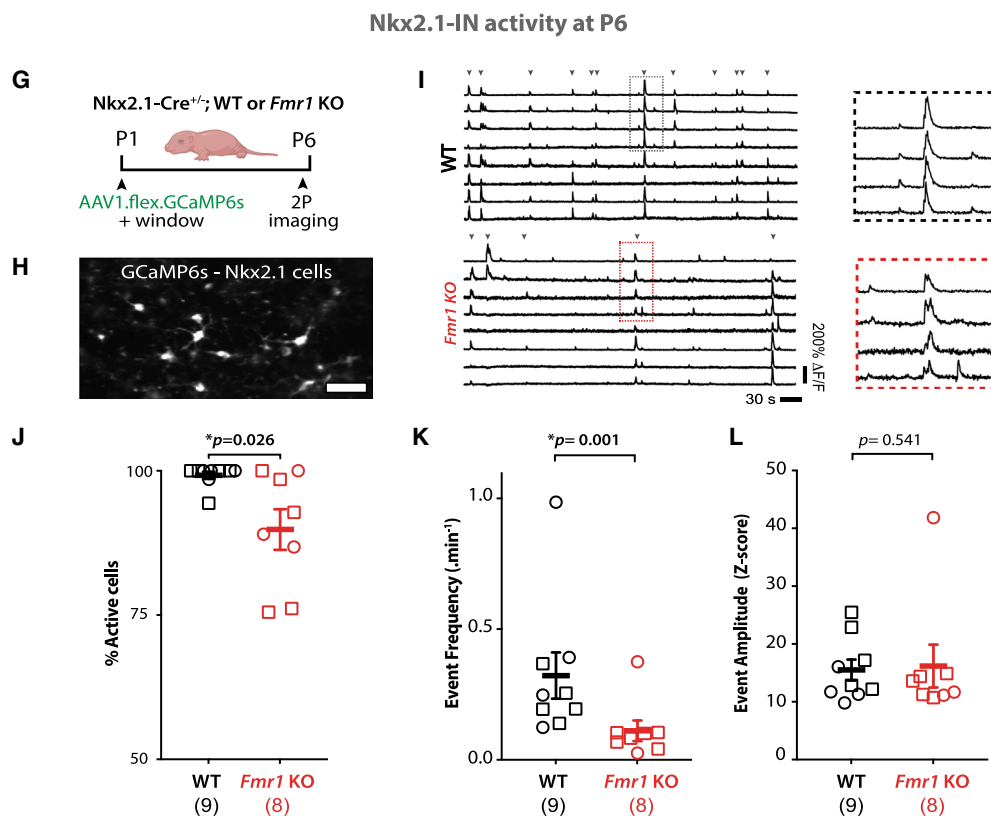 Nkx2.1-IN activity at P6
G
Nkx2.1-Cre+/-; WT or Fmr1 KO
P1
P6
AAV1.flex.GCaMP6s
+ window
2P
imaging
H
GCaMP6s - Nkx2.1 cells
I
WT
Fmr1 KO
200% ΔF/F
30 s
J
*p=0.026
100
75
50
% Active cells
WT
Fmr1 KO
(9)
(8)
K
*p= 0.001
1.0
0.5
0.0
Event Frequency (.min-1)
WT
Fmr1 KO
(9)
(8)
L
p= 0.541
50
40
30
20
10
0
Event Amplitude (Z-score)
WT
Fmr1 KO
(9)
(8)